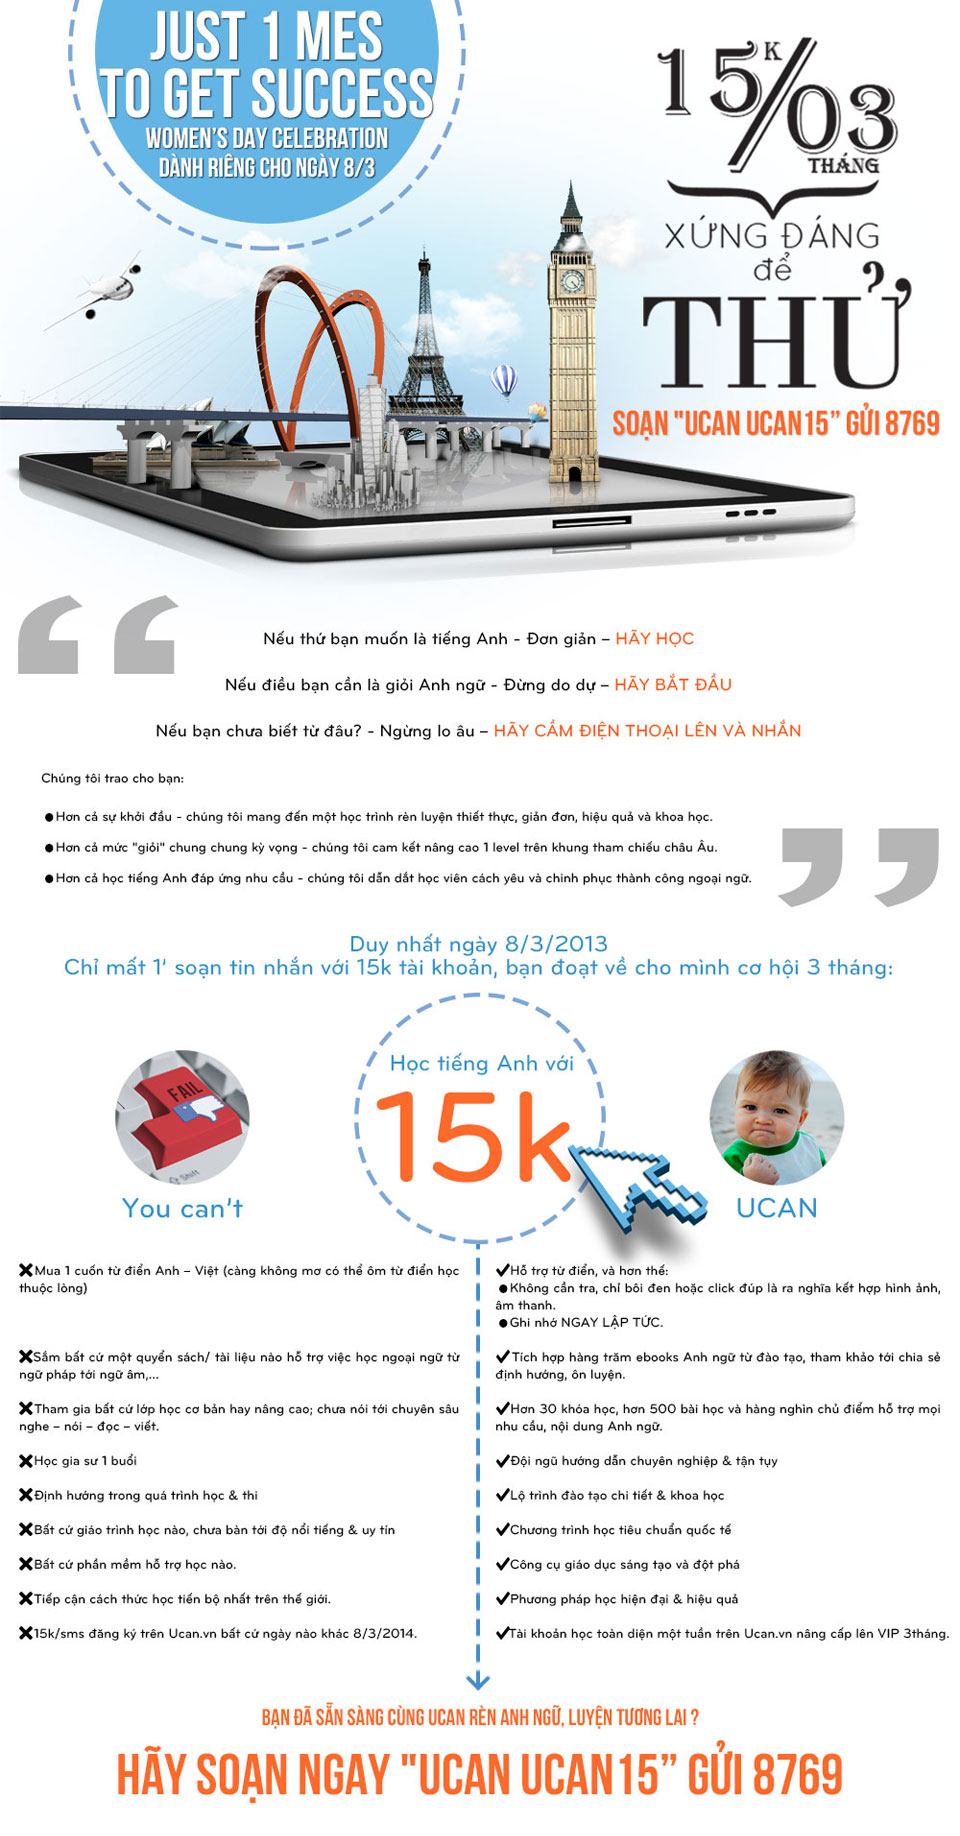 JUST 1 MES
TO GET SUCCESS
WOMEN'S DAY CELEBRATION
DÀNH RIÊNG CHO NGÀY 8/3
15K/03
THÁNG
XỨNG ĐÁNG
để
THỬ
SOẠN "UCAN UCAN15” GỬI 8769
Nếu thứ bạn muốn là tiếng Anh - Đơn giản – HÃY HỌC
Nếu điều bạn cần là giỏi Anh ngữ - Đừng do dự – HÃY BẮT ĐẦU
Nếu bạn chưa biết từ đâu? - Ngừng lo âu – HÃY CẦM ĐIỆN THOẠI LÊN VÀ NHẮN
Chúng tôi trao cho bạn:
●Hơn cả sự khởi đầu - chúng tôi mang đến một học trình rèn luyện thiết thực, giản đơn, hiệu quả và khoa học.
●Hơn cả mức "giỏi" chung chung kỳ vọng - chúng tôi cam kết nâng cao 1 level trên khung tham chiếu châu Âu.
●Hơn cả học tiếng Anh đáp ứng nhu cầu - chúng tôi dẫn dắt học viên cách yêu và chinh phục thành công ngoại ngữ.
Duy nhất ngày 8/3/2013
Chỉ mất 1’ soạn tin nhắn với 15k tài khoản, bạn đoạt về cho mình cơ hội 3 tháng:
Học tiếng Anh với
15k
FAIL
Shift
You can’t
UCAN
✘Mua 1 cuốn từ điển Anh – Việt (càng không mơ có thể ôm từ điển học
thuộc lòng)
✘Sắm bất cứ một quyển sách/ tài liệu nào hỗ trợ việc học ngoại ngữ từ
ngữ pháp tới ngữ âm,...
✘Tham gia bất cứ lớp học cơ bản hay nâng cao; chưa nói tới chuyên sâu
nghe – nói – đọc – viết.
✘Học gia sư 1 buổi
✘Định hướng trong quá trình học & thi
✘Bất cứ giáo trình học nào, chưa bàn tới độ nổi tiếng & uy tín
✘Bất cứ phần mềm hỗ trợ học nào.
✘Tiếp cận cách thức học tiến bộ nhất trên thế giới.
✘15k/sms đăng ký trên Ucan.vn bất cứ ngày nào khác 8/3/2014.
✔Hỗ trợ từ điển, và hơn thế:
●Không cần tra, chỉ bôi đen hoặc click đúp là ra nghĩa kết hợp hình ảnh,
âm thanh.
●Ghi nhớ NGAY LẬP TỨC.
✔Tích hợp hàng trăm ebooks Anh ngữ từ đào tạo, tham khảo tới chia sẻ
định hướng, ôn luyện.
✔Hơn 30 khóa học, hơn 500 bài học và hàng nghìn chủ điểm hỗ trợ mọi
nhu cầu, nội dung Anh ngữ.
✔Đội ngũ hướng dẫn chuyên nghiệp & tận tụy
✔Lộ trình đào tạo chi tiết & khoa học
✔Chương trình học tiêu chuẩn quốc tế
✔Công cụ giáo dục sáng tạo và đột phá
✔Phương pháp học hiện đại & hiệu quả
✔Tài khoản học toàn diện một tuần trên Ucan.vn nâng cấp lên VIP 3tháng.
BẠN ĐÃ SẴN SÀNG CÙNG UCAN RÈN ANH NGỮ, LUYỆN TƯƠNG LAI ?
HÃY SOẠN NGAY "UCAN UCAN15” GỬI 8769